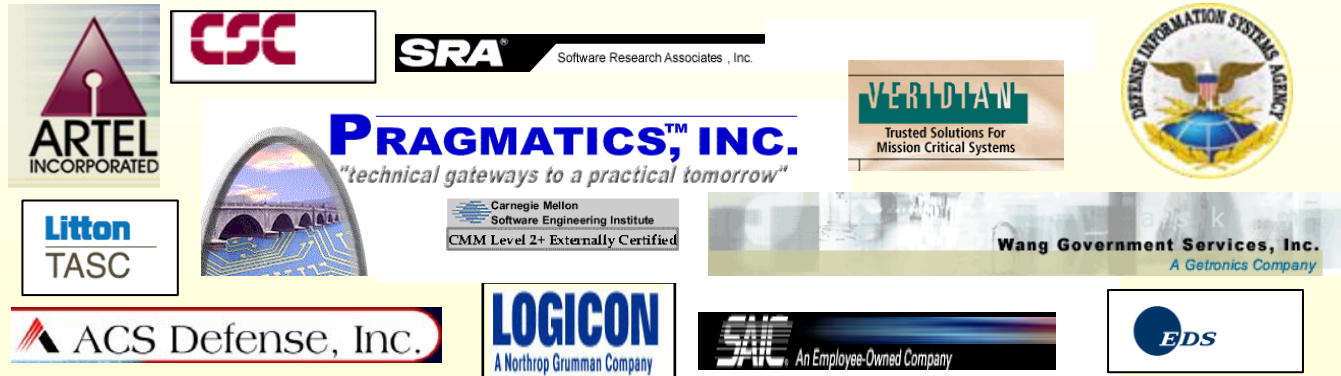 ARTEL
INCORPORATED
CSC
SRA®
Software Research Associates , Inc.
VERIDIAN
Trusted Solutions For
Mission Critical Systems
DEFENSE INFORMATION SYSTEMS AGENCY
PRAGMATICS,™ INC.
"technical gateways to a practical tomorrow"
Carnegie Mellon
Software Engineering Institute
CMM Level 2+ Externally Certified
Litton
TASC
Wang Government Services, Inc.
A Getronics Company
ACS Defense, Inc.
LOGICON
A Northrop Grumman Company
SAIC
An Employee-Owned Company
EDS